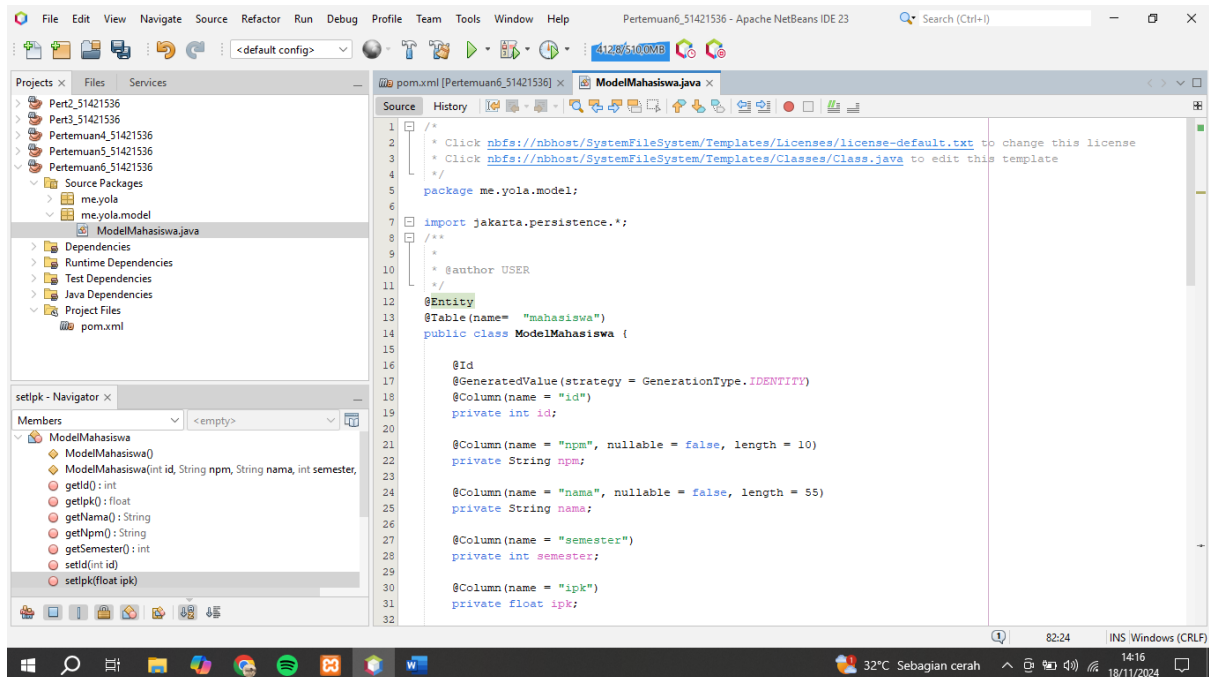 File Edit View Navigate Source Refactor Run Debug Profile Team Tools Window Help Pertemuan6_51421536 - Apache NetBeans IDE 23 Search (Ctrl+I)
<default config> 412,8/510,0MB
Projects Files Services
Pert2_51421536
Pert3_51421536
Pertemuan4_51421536
Pertemuan5_51421536
Pertemuan6_51421536
Source Packages
me.yola
me.yola.model
ModelMahasiswa.java
Dependencies
Runtime Dependencies
Test Dependencies
Java Dependencies
Project Files
pom.xml
setIpk - Navigator
Members <empty>
ModelMahasiswa
ModelMahasiswa()
ModelMahasiswa(int id, String npm, String nama, int semester,
getId() : int
getIpk() : float
getNama() : String
getNpm() : String
getSemester() : int
setId(int id)
setIpk(float ipk)
pom.xml [Pertemuan6_51421536] ModelMahasiswa.java
Source History
1 /*
2 * Click nbfs://nbhost/SystemFileSystem/Templates/Licenses/license-default.txt to change this license
3 * Click nbfs://nbhost/SystemFileSystem/Templates/Classes/Class.java to edit this template
4 */
5 package me.yola.model;
6
7 import jakarta.persistence.*;
8 /**
9 *
10 * @author USER
11 */
12 @Entity
13 @Table(name= "mahasiswa")
14 public class ModelMahasiswa {
15
16 @Id
17 @GeneratedValue(strategy = GenerationType.IDENTITY)
18 @Column(name = "id")
19 private int id;
20
21 @Column(name = "npm", nullable = false, length = 10)
22 private String npm;
23
24 @Column(name = "nama", nullable = false, length = 55)
25 private String nama;
26
27 @Column(name = "semester")
28 private int semester;
29
30 @Column(name = "ipk")
31 private float ipk;
32
1 82:24 INS Windows (CRLF)
32°C Sebagian cerah 14:16
18/11/2024